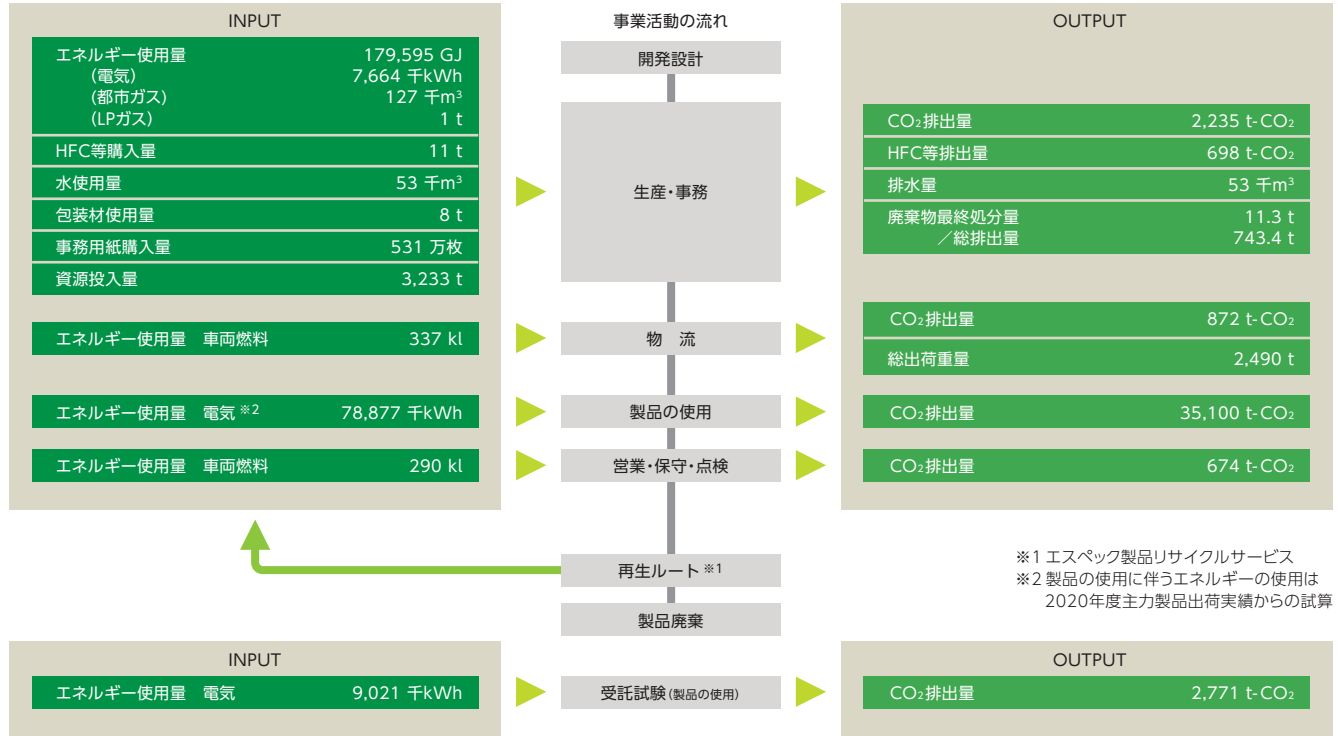 INPUT
事業活動の流れ
OUTPUT
エネルギー使用量 179,595 GJ
(電気) 7,664 千kWh
(都市ガス) 127 千m³
(LPガス) 1 t
HFC等購入量 11 t
水使用量 53 千m³
包装材使用量 8 t
事務用紙購入量 531 万枚
資源投入量 3,233 t
開発設計
生産・事務
CO₂排出量 2,235 t-CO₂
HFC等排出量 698 t-CO₂
排水量 53 千m³
廃棄物最終処分量 11.3 t
／総排出量 743.4 t
エネルギー使用量 車両燃料 337 kl
物 流
CO₂排出量 872 t-CO₂
総出荷重量 2,490 t
エネルギー使用量 電気 ※2 78,877 千kWh
製品の使用
CO₂排出量 35,100 t-CO₂
エネルギー使用量 車両燃料 290 kl
営業・保守・点検
CO₂排出量 674 t-CO₂
再生ルート ※1
製品廃棄
※1 エスペック製品リサイクルサービス
※2 製品の使用に伴うエネルギーの使用は
2020年度主力製品出荷実績からの試算
INPUT
OUTPUT
エネルギー使用量 電気 9,021 千kWh
受託試験(製品の使用)
CO₂排出量 2,771 t-CO₂